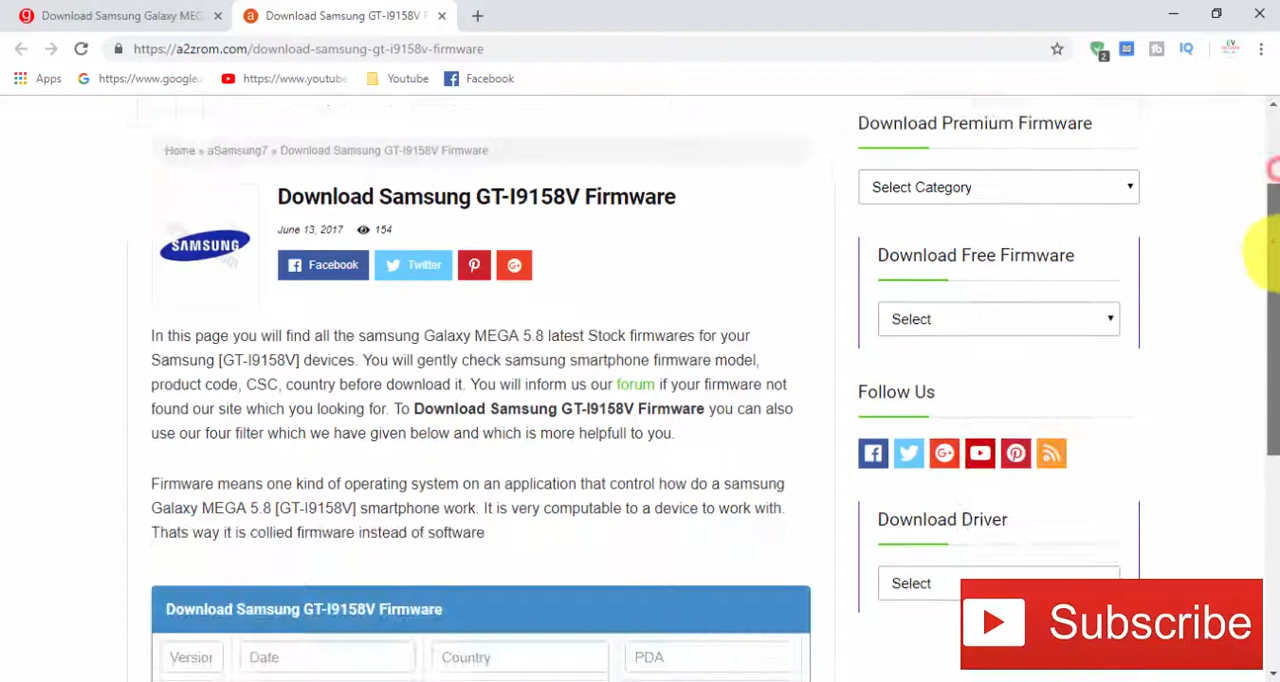 Download Samsung Galaxy MEG
Download Samsung GT-I9158V F
https://a2zrom.com/download-samsung-gt-i9158v-firmware
2
IQ
Apps
https://www.google.
https://www.youtube
Youtube
Facebook
Home » aSamsung7 » Download Samsung GT-I9158V Firmware
Download Samsung GT-I9158V Firmware
June 13, 2017
154
SAMSUNG
Facebook
Twitter
In this page you will find all the samsung Galaxy MEGA 5.8 latest Stock firmwares for your
Samsung [GT-I9158V] devices. You will gently check samsung smartphone firmware model,
product code, CSC, country before download it. You will inform us our forum if your firmware not
found our site which you looking for. To Download Samsung GT-I9158V Firmware you can also
use our four filter which we have given below and which is more helpfull to you.
Firmware means one kind of operating system on an application that control how do a samsung
Galaxy MEGA 5.8 [GT-I9158V] smartphone work. It is very computable to a device to work with.
Thats way it is collied firmware instead of software
Download Samsung GT-I9158V Firmware
Version
Date
Country
PDA
Download Premium Firmware
Select Category
Download Free Firmware
Select
Follow Us
Download Driver
Select
Subscribe